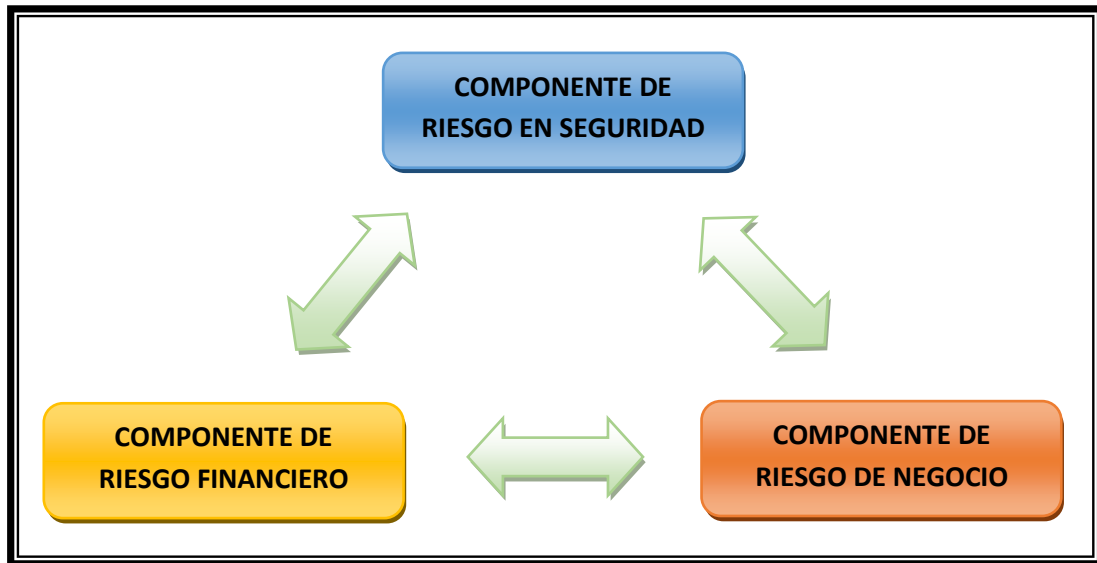 COMPONENTE DE
RIESGO EN SEGURIDAD
COMPONENTE DE
RIESGO FINANCIERO
COMPONENTE DE
RIESGO DE NEGOCIO